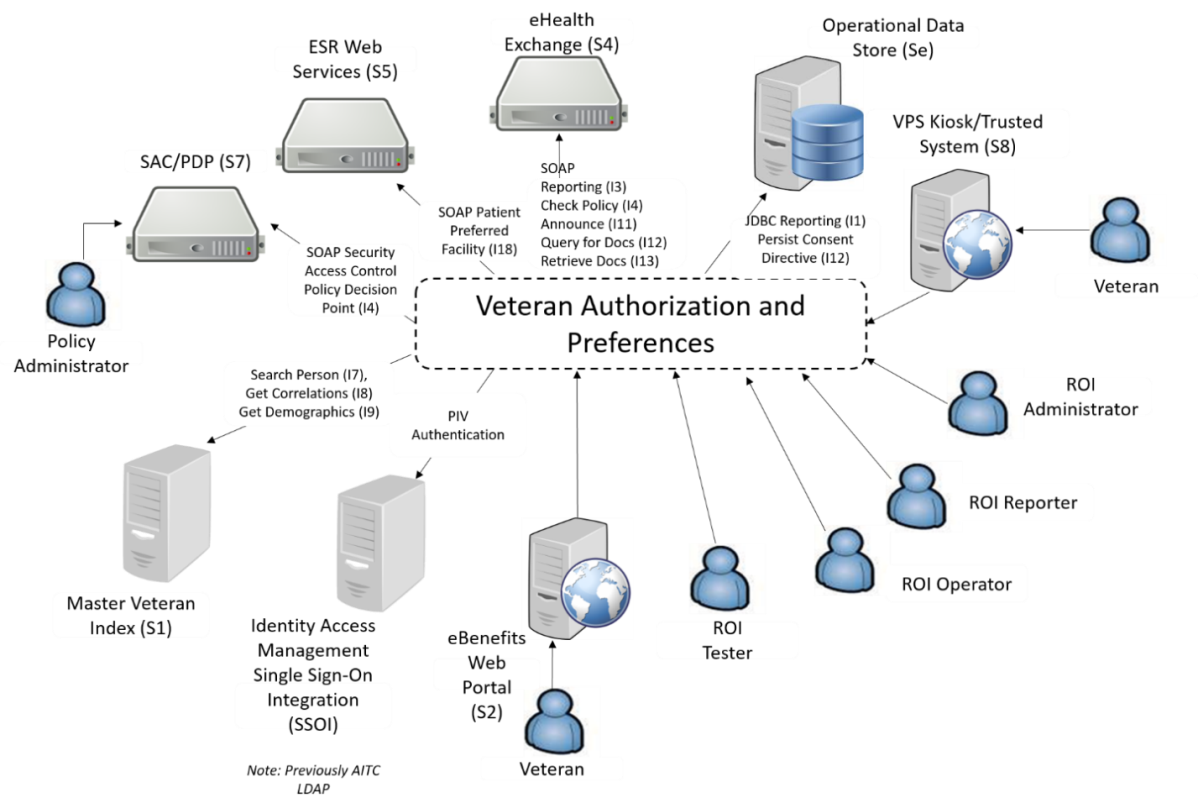 eHealth
Exchange (S4)
Operational Data
Store (Se)
ESR Web
Services (S5)
VPS Kiosk/Trusted
System (S8)
SAC/PDP (S7)
SOAP
Reporting (I3)
Check Policy (I4)
Announce (I11)
Query for Docs (I12)
Retrieve Docs (I13)
SOAP Patient
Preferred
Facility (I18)
JDBC Reporting (I1)
Persist Consent
Directive (I12)
SOAP Security
Access Control
Policy Decision
Point (I4)
Veteran
Policy
Administrator
Veteran Authorization and
Preferences
Search Person (I7),
Get Correlations (I8)
Get Demographics (I9)
PIV
Authentication
ROI
Administrator
ROI Reporter
ROI Operator
ROI
Tester
Master Veteran
Index (S1)
Identity Access
Management
Single Sign-On
Integration
(SSOI)
eBenefits
Web
Portal
(S2)
Veteran
Note: Previously AITC
LDAP